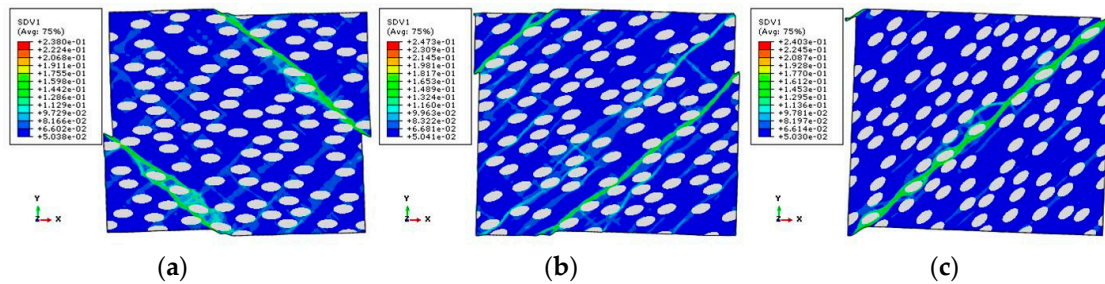 SDV1
(Avg: 75%)
+2.380e-01
+2.224e-01
+2.068e-01
+1.911e-01
+1.755e-01
+1.598e-01
+1.442e-01
+1.286e-01
+1.129e-01
+9.729e-02
+8.166e-02
+6.602e-02
+5.038e-02
Y
Z X
(a)
SDV1
(Avg: 75%)
+2.473e-01
+2.309e-01
+2.145e-01
+1.981e-01
+1.817e-01
+1.653e-01
+1.489e-01
+1.324e-01
+1.160e-01
+9.963e-02
+8.322e-02
+6.681e-02
+5.041e-02
Y
Z X
(b)
SDV1
(Avg: 75%)
+2.403e-01
+2.245e-01
+2.087e-01
+1.928e-01
+1.770e-01
+1.612e-01
+1.453e-01
+1.295e-01
+1.136e-01
+9.781e-02
+8.197e-02
+6.614e-02
+5.030e-02
Y
Z X
(c)